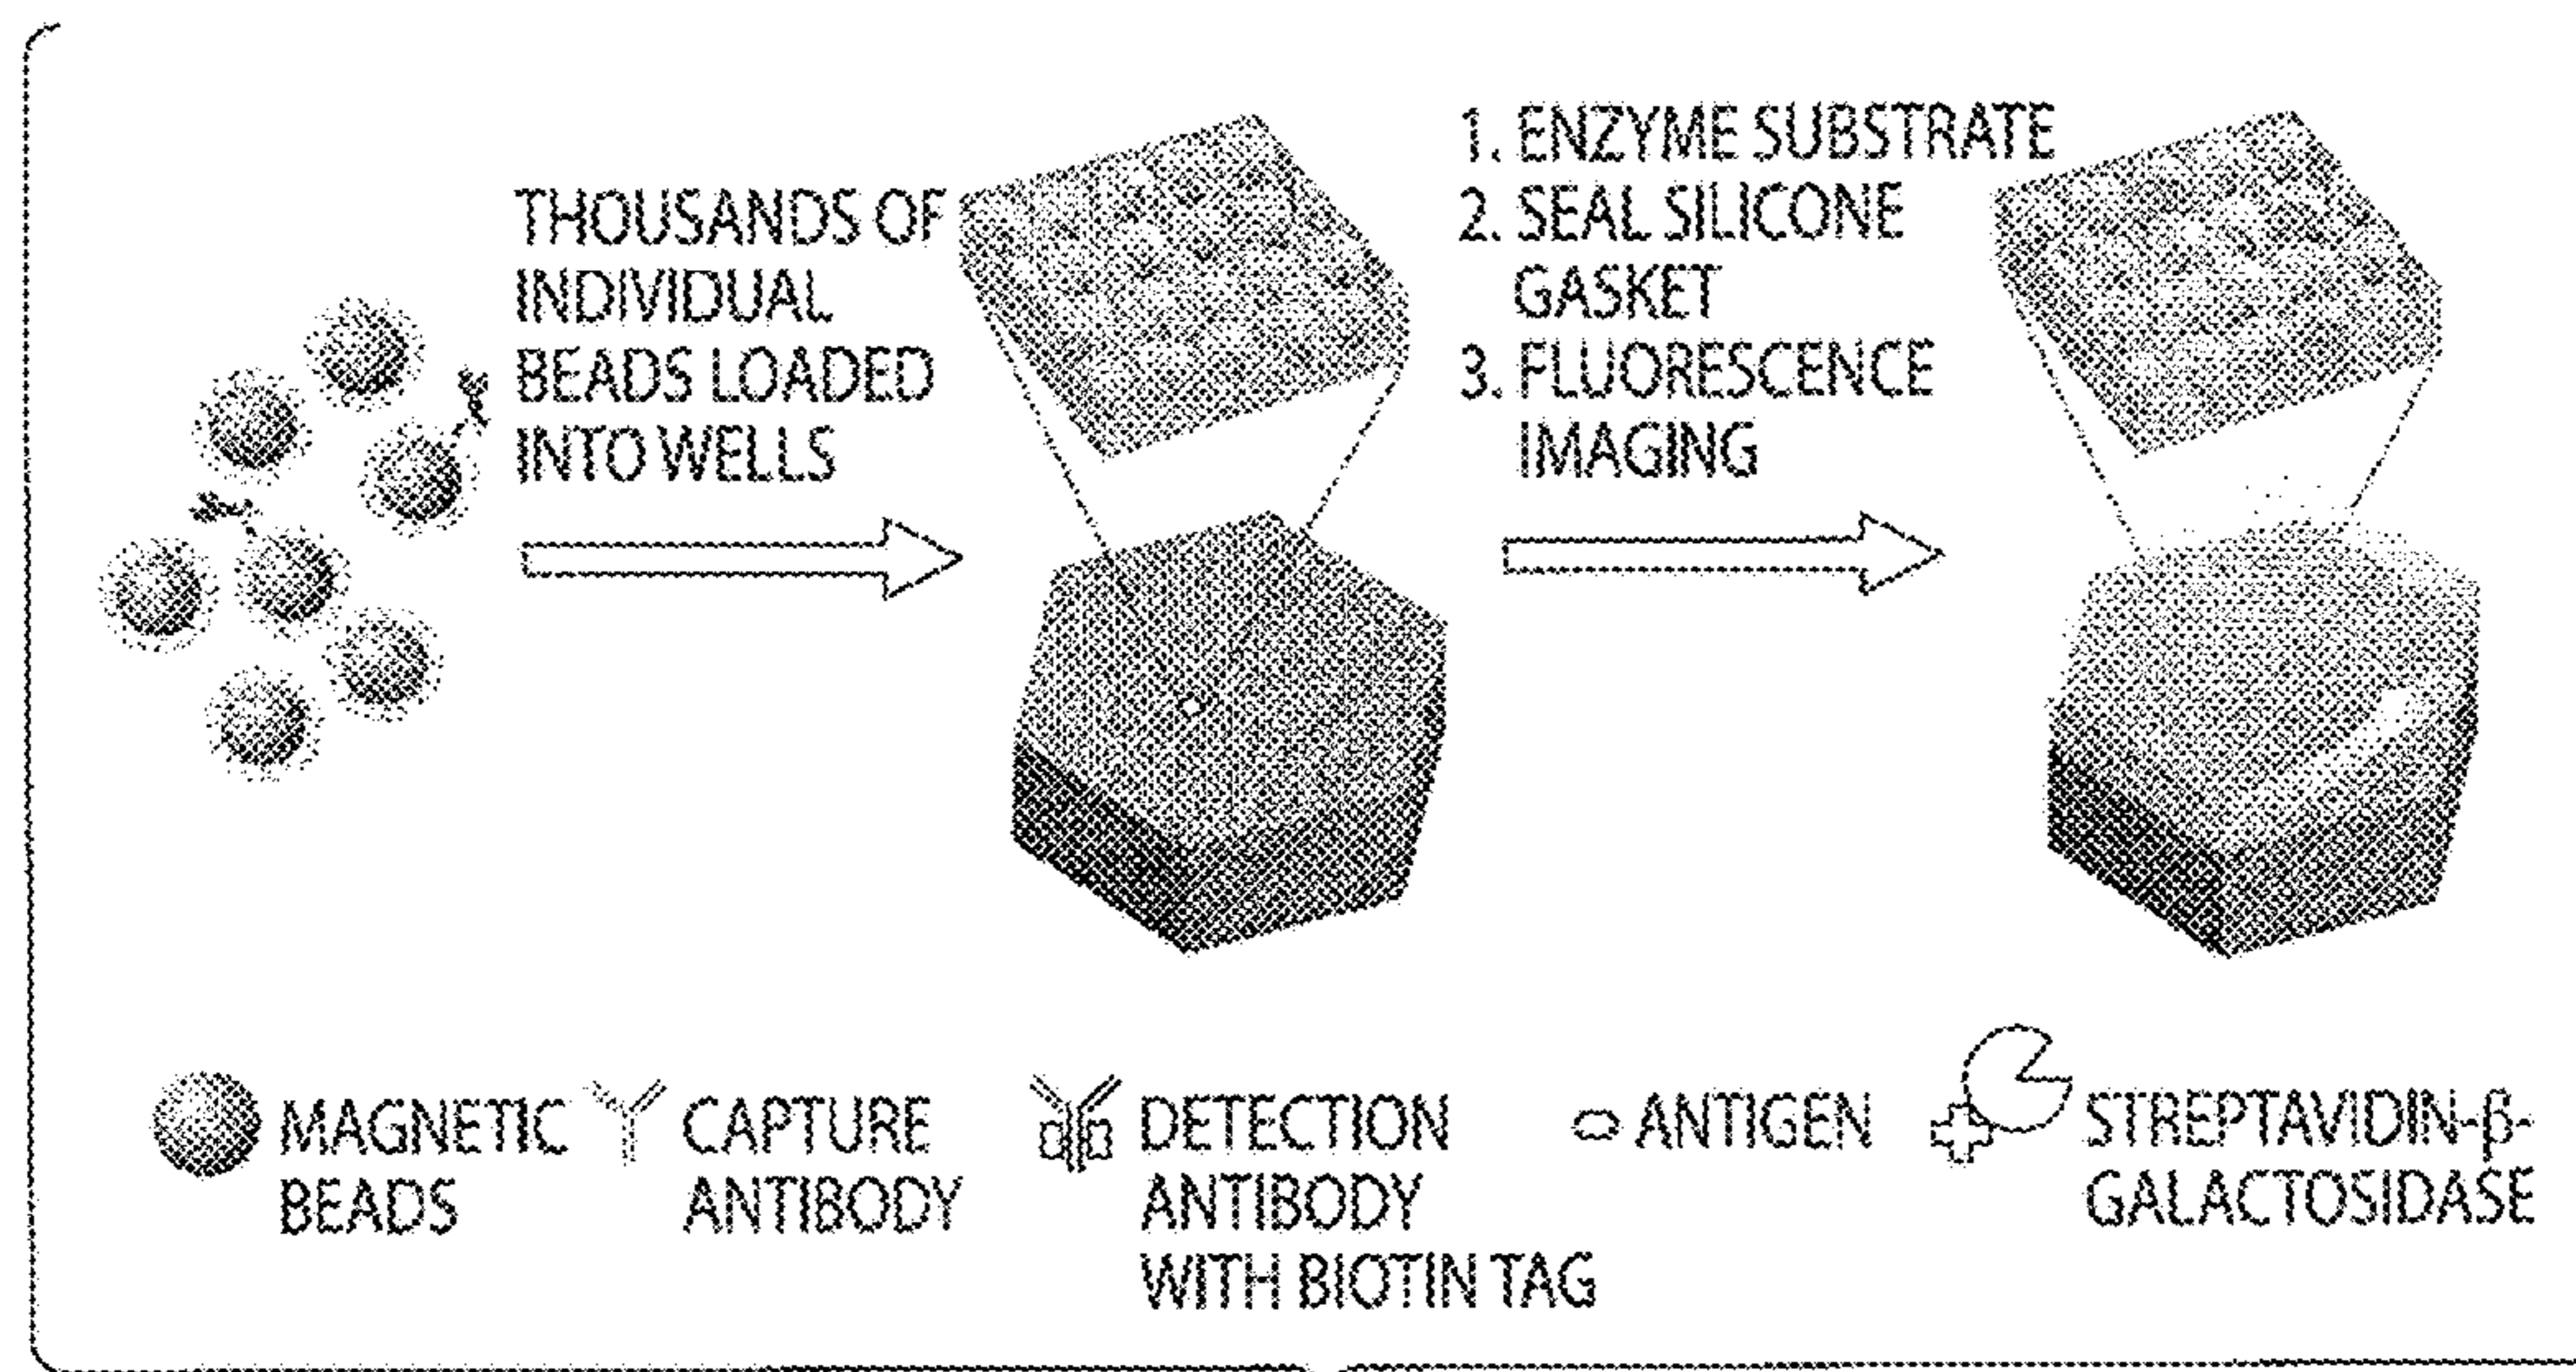 THOUSANDS OF
INDIVIDUAL
BEADS LOADED
INTO WELLS
1. ENZYME SUBSTRATE
2. SEAL SILICONE
GASKET
3. FLUORESCENCE
IMAGING
MAGNETIC
BEADS
CAPTURE
ANTIBODY
DETECTION
ANTIBODY
WITH BIOTIN TAG
ANTIGEN
STREPTAVIDIN-β-
GALACTOSIDASE